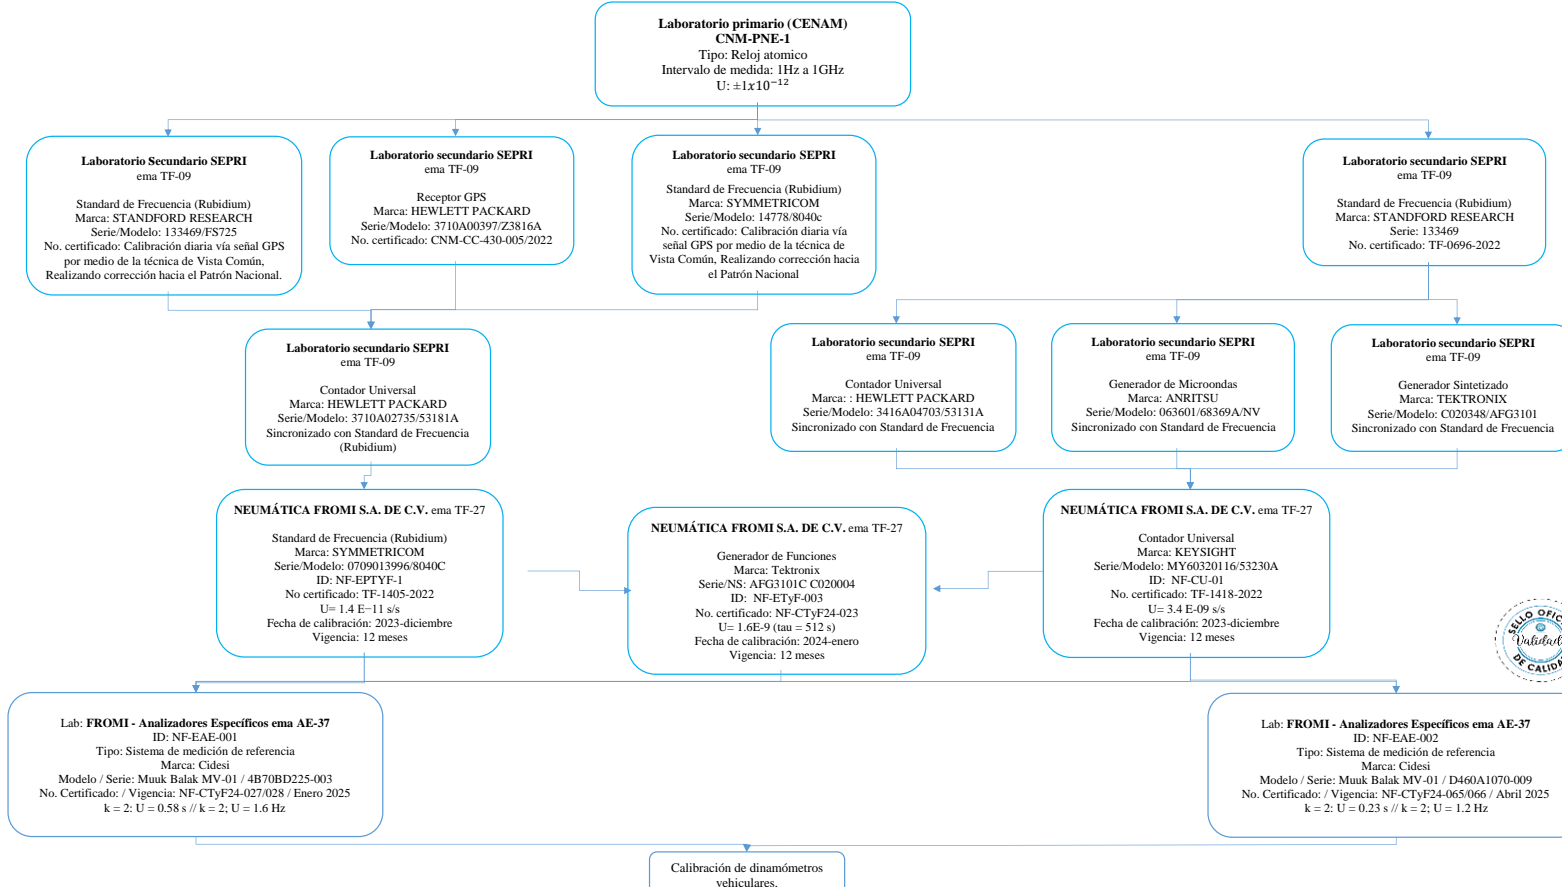 Laboratorio primario (CENAM)
CNM-PNE-1
Tipo: Reloj atomico
Intervalo de medida: 1Hz a 1GHz
U: ±1x10⁻¹²
Laboratorio Secundario SEPRI
ema TF-09
Standard de Frecuencia (Rubidium)
Marca: STANDFORD RESEARCH
Serie/Modelo: 133469/FS725
No. certificado: Calibración diaria vía señal GPS
por medio de la técnica de Vista Común,
Realizando corrección hacia el Patrón Nacional.
Laboratorio secundario SEPRI
ema TF-09
Receptor GPS
Marca: HEWLETT PACKARD
Serie/Modelo: 3710A00397/Z3816A
No. certificado: CNM-CC-430-005/2022
Laboratorio secundario SEPRI
ema TF-09
Standard de Frecuencia (Rubidium)
Marca: SYMMETRICOM
Serie/Modelo: 14778/8040c
No. certificado: Calibración diaria vía
señal GPS por medio de la técnica de
Vista Común, Realizando corrección hacia
el Patrón Nacional
Laboratorio secundario SEPRI
ema TF-09
Standard de Frecuencia (Rubidium)
Marca: STANDFORD RESEARCH
Serie: 133469
No. certificado: TF-0696-2022
Laboratorio secundario SEPRI
ema TF-09
Contador Universal
Marca: HEWLETT PACKARD
Serie/Modelo: 3710A02735/53181A
Sincronizado con Standard de Frecuencia
(Rubidium)
Laboratorio secundario SEPRI
ema TF-09
Contador Universal
Marca: : HEWLETT PACKARD
Serie/Modelo: 3416A04703/53131A
Sincronizado con Standard de Frecuencia
Laboratorio secundario SEPRI
ema TF-09
Generador de Microondas
Marca: ANRITSU
Serie/Modelo: 063601/68369A/NV
Sincronizado con Standard de Frecuencia
Laboratorio secundario SEPRI
ema TF-09
Generador Sintetizado
Marca: TEKTRONIX
Serie/Modelo: C020348/AFG3101
Sincronizado con Standard de Frecuencia
NEUMÁTICA FROMI S.A. DE C.V. ema TF-27
Standard de Frecuencia (Rubidium)
Marca: SYMMETRICOM
Serie/Modelo: 0709013996/8040C
ID: NF-EPTYF-1
No certificado: TF-1405-2022
U= 1.4 E−11 s/s
Fecha de calibración: 2023-diciembre
Vigencia: 12 meses
NEUMÁTICA FROMI S.A. DE C.V. ema TF-27
Generador de Funciones
Marca: Tektronix
Serie/NS: AFG3101C C020004
ID: NF-ETyF-003
No. certificado: NF-CTyF24-023
U= 1.6E-9 (tau = 512 s)
Fecha de calibración: 2024-enero
Vigencia: 12 meses
NEUMÁTICA FROMI S.A. DE C.V. ema TF-27
Contador Universal
Marca: KEYSIGHT
Serie/Modelo: MY60320116/53230A
ID: NF-CU-01
No. certificado: TF-1418-2022
U= 3.4 E-09 s/s
Fecha de calibración: 2023-diciembre
Vigencia: 12 meses
SELLO OFIC
Validad
DE CALIDA
Lab: FROMI - Analizadores Específicos ema AE-37
ID: NF-EAE-001
Tipo: Sistema de medición de referencia
Marca: Cidesi
Modelo / Serie: Muuk Balak MV-01 / 4B70BD225-003
No. Certificado: / Vigencia: NF-CTyF24-027/028 / Enero 2025
k = 2: U = 0.58 s // k = 2; U = 1.6 Hz
Lab: FROMI - Analizadores Específicos ema AE-37
ID: NF-EAE-002
Tipo: Sistema de medición de referencia
Marca: Cidesi
Modelo / Serie: Muuk Balak MV-01 / D460A1070-009
No. Certificado: / Vigencia: NF-CTyF24-065/066 / Abril 2025
k = 2: U = 0.23 s // k = 2; U = 1.2 Hz
Calibración de dinamómetros
vehiculares.